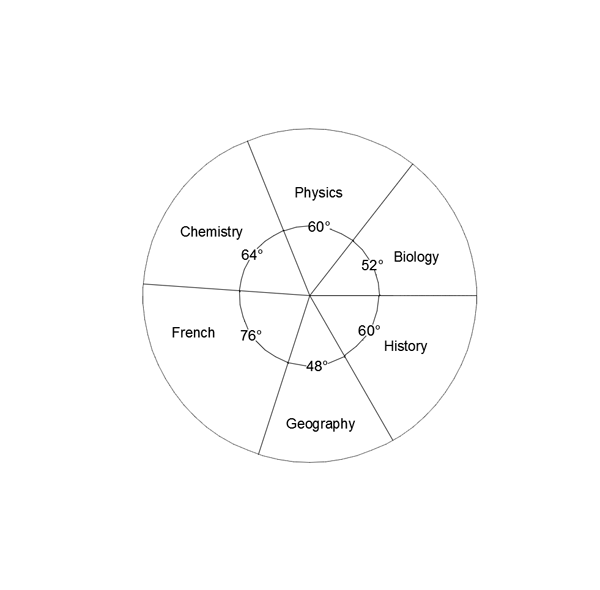 Physics
60°
Chemistry
64°
Biology
52°
French
76°
60°
History
48°
Geography